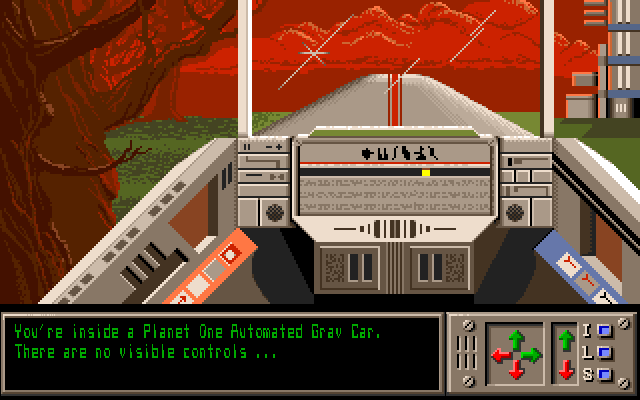 You're inside a Planet One Automated Grav Car.
There are no visible controls ...
I
L
S